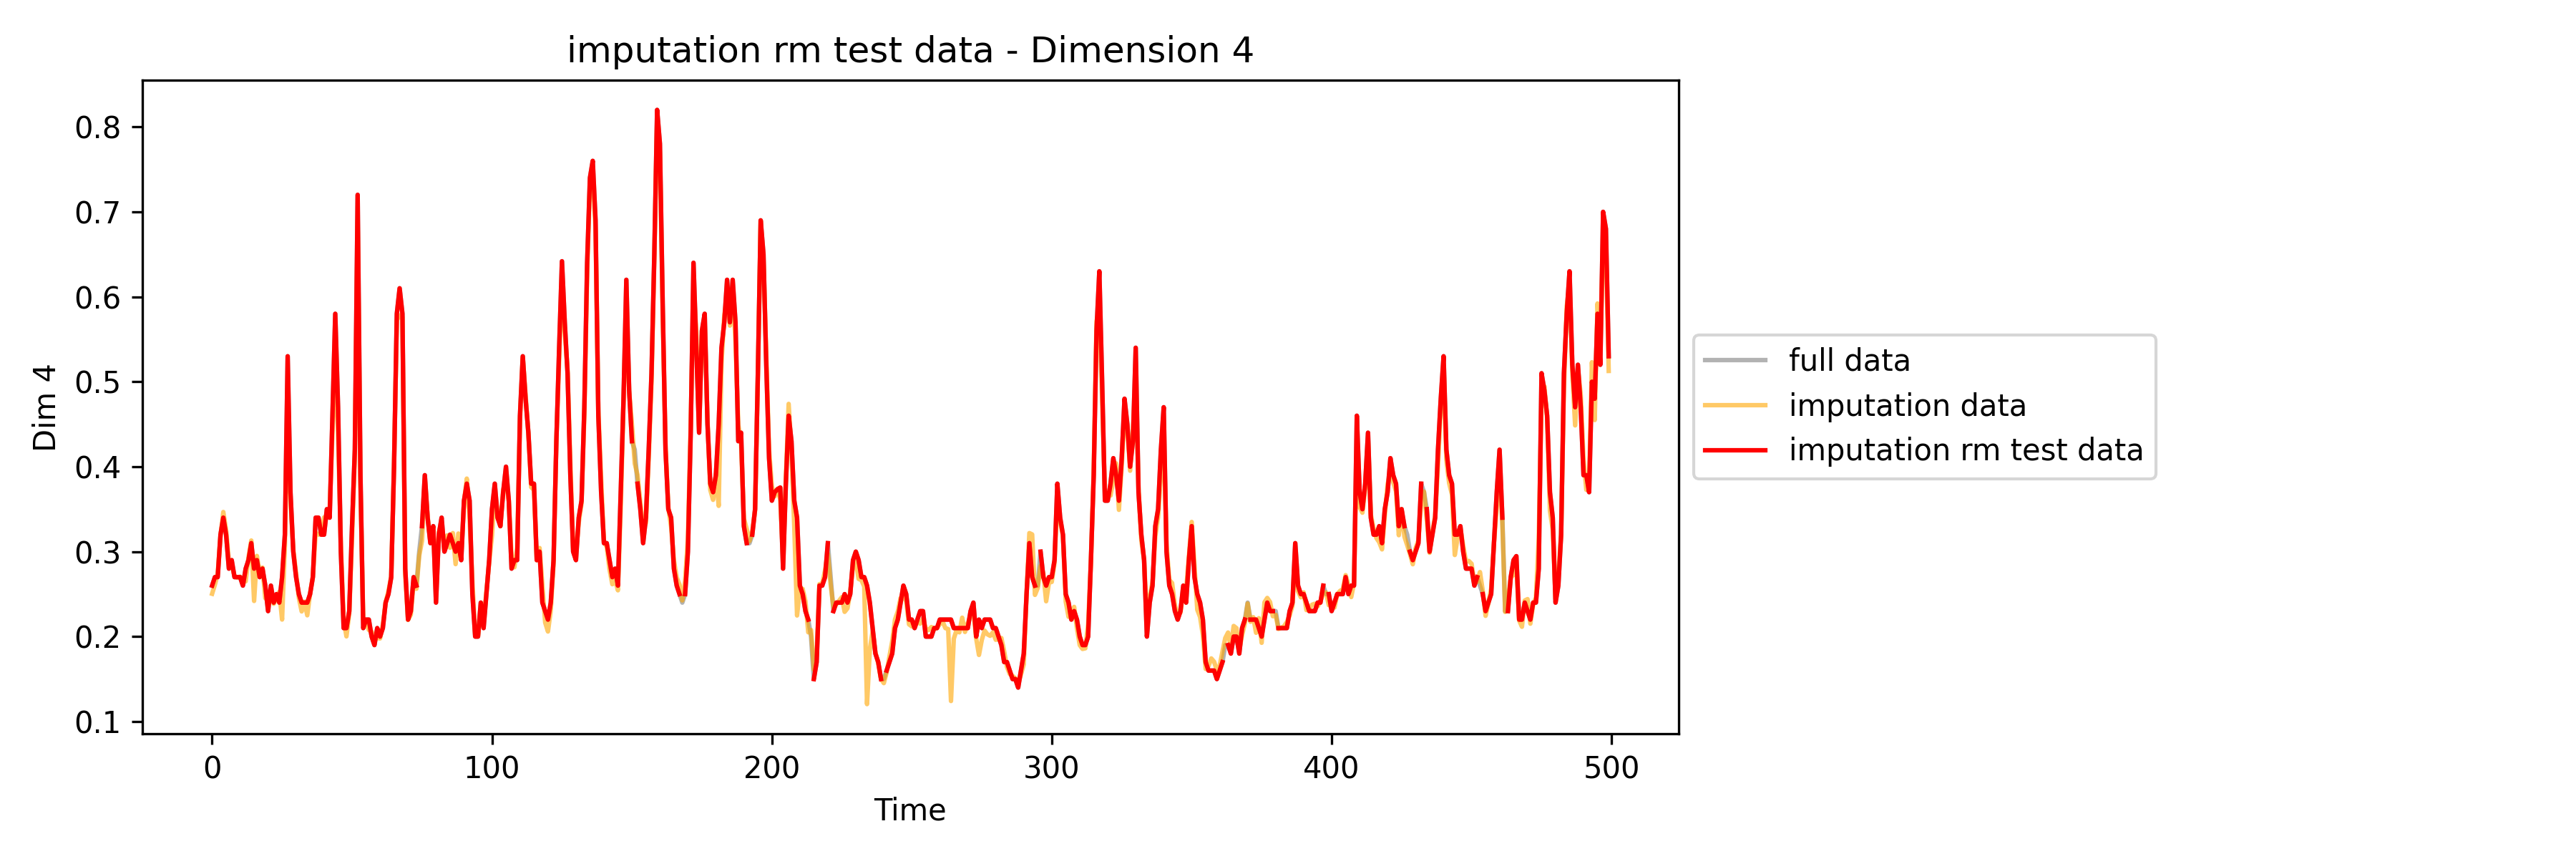 imputation rm test data - Dimension 4
0.8
0.7
0.6
0.5
0.4
0.3
0.2
0.1
Dim 4
0 100 200 300 400 500
Time
full data
imputation data
imputation rm test data